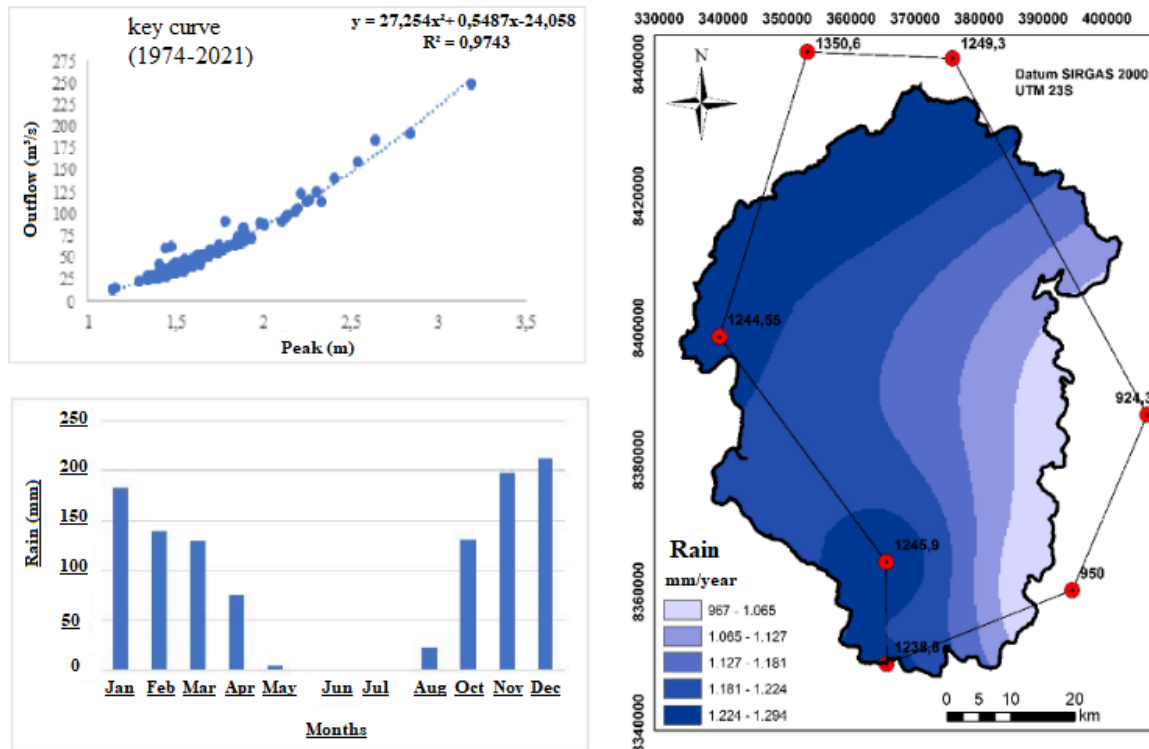 key curve
(1974-2021)
y = 27,254x²+ 0,5487x-24,058
R² = 0,9743
Outflow (m³/s)
275
250
225
200
175
150
125
100
75
50
25
0
1 1,5 2 2,5 3 3,5
Peak (m)
Rain (mm)
250
200
150
100
50
0
Jan Feb Mar Apr May Jun Jul Aug Oct Nov Dec
Months
330000 340000 350000 360000 370000 380000 390000 400000
8440000
8420000
8400000
8380000
8360000
8340000
N
1350,6
1249,3
Datum SIRGAS 2000
UTM 23S
1244,55
924,3
1245,9
950
1238,6
Rain
mm/year
967 - 1.065
1.065 - 1.127
1.127 - 1.181
1.181 - 1.224
1.224 - 1.294
0 5 10 20
km